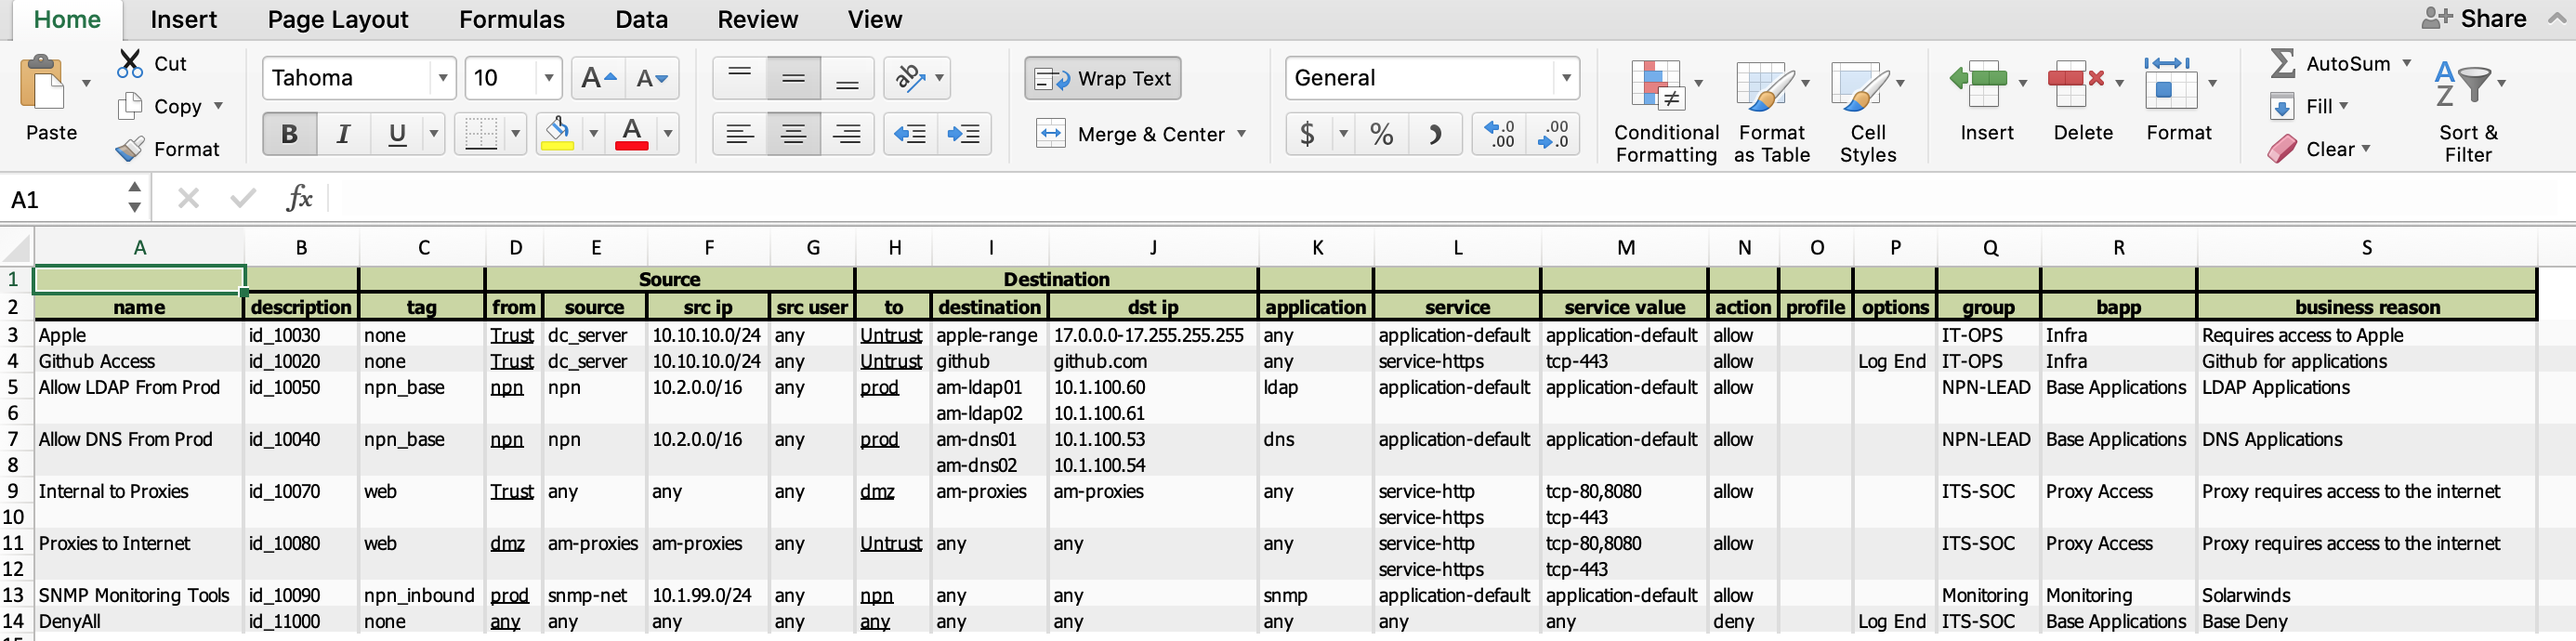 Home Insert Page Layout Formulas Data Review View Share
Cut
Copy
Format
Paste
Tahoma 10 A A
B I U A
ab
Wrap Text
Merge & Center
General
$ % ) .0 .00 .00 .0
Conditional Formatting
Format as Table
Cell Styles
Insert
Delete
Format
AutoSum
Fill
Clear
A Z
Sort & Filter
A1 fx
A B C D E F G H I J K L M N O P Q R S
1 Source Destination
2 name description tag from source src ip src user to destination dst ip application service service value action profile options group bapp business reason
3 Apple id_10030 none Trust dc_server 10.10.10.0/24 any Untrust apple-range 17.0.0.0-17.255.255.255 any application-default application-default allow IT-OPS Infra Requires access to Apple
4 Github Access id_10020 none Trust dc_server 10.10.10.0/24 any Untrust github github.com any service-https tcp-443 allow Log End IT-OPS Infra Github for applications
5 Allow LDAP From Prod id_10050 npn_base npn npn 10.2.0.0/16 any prod am-ldap01 10.1.100.60 ldap application-default application-default allow NPN-LEAD Base Applications LDAP Applications
6 am-ldap02 10.1.100.61
7 Allow DNS From Prod id_10040 npn_base npn npn 10.2.0.0/16 any prod am-dns01 10.1.100.53 dns application-default application-default allow NPN-LEAD Base Applications DNS Applications
8 am-dns02 10.1.100.54
9 Internal to Proxies id_10070 web Trust any any any dmz am-proxies am-proxies any service-http tcp-80,8080 allow ITS-SOC Proxy Access Proxy requires access to the internet
10 service-https tcp-443
11 Proxies to Internet id_10080 web dmz am-proxies am-proxies any Untrust any any any service-http tcp-80,8080 allow ITS-SOC Proxy Access Proxy requires access to the internet
12 service-https tcp-443
13 SNMP Monitoring Tools id_10090 npn_inbound prod snmp-net 10.1.99.0/24 any npn any any snmp application-default application-default allow Monitoring Monitoring Solarwinds
14 DenyAll id_11000 none any any any any any any any any any any deny Log End ITS-SOC Base Applications Base Deny